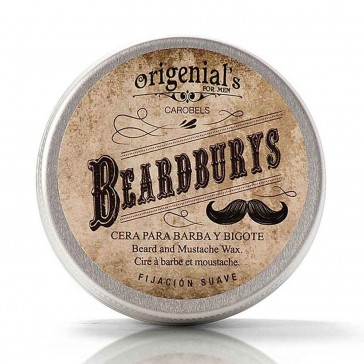 origenial's
FOR MEN
CAROBELS
BEARDBURYS
CERA PARA BARBA Y BIGOTE
Beard and Mustache Wax.
Cire à barbe et moustache.
FIJACIÓN SUAVE